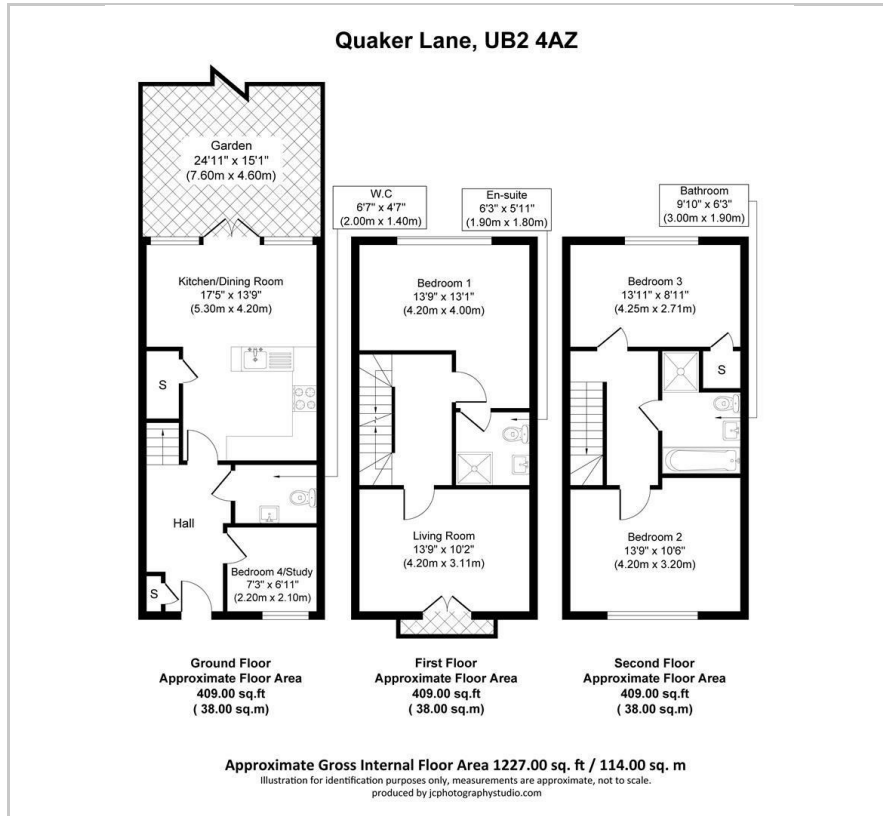 Quaker Lane, UB2 4AZ
Garden
24'11" x 15'1"
(7.60m x 4.60m)
W.C
6'7" x 4'7"
(2.00m x 1.40m)
En-suite
6'3" x 5'11"
(1.90m x 1.80m)
Bathroom
9'10" x 6'3"
(3.00m x 1.90m)
Kitchen/Dining Room
17'5" x 13'9"
(5.30m x 4.20m)
S
Hall
Bedroom 4/Study
7'3" x 6'11"
(2.20m x 2.10m)
S
Bedroom 1
13'9" x 13'1"
(4.20m x 4.00m)
Living Room
13'9" x 10'2"
(4.20m x 3.11m)
Bedroom 3
13'11" x 8'11"
(4.25m x 2.71m)
S
Bedroom 2
13'9" x 10'6"
(4.20m x 3.20m)
Ground Floor
Approximate Floor Area
409.00 sq.ft
( 38.00 sq.m)
First Floor
Approximate Floor Area
409.00 sq.ft
( 38.00 sq.m)
Second Floor
Approximate Floor Area
409.00 sq.ft
( 38.00 sq.m)
Approximate Gross Internal Floor Area 1227.00 sq. ft / 114.00 sq. m
Illustration for identification purposes only, measurements are approximate, not to scale.
produced by jcphotographystudio.com